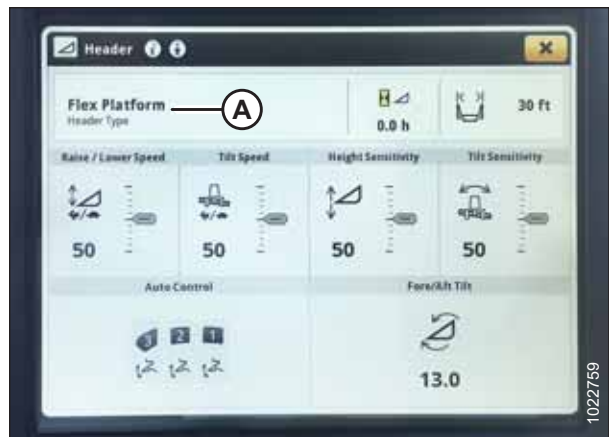 Header
Flex Platform
Header Type
A
0.0 h
30 ft
Raise / Lower Speed
Tilt Speed
Height Sensitivity
Tilt Sensitivity
50
50
50
50
Auto Control
Fore/Aft Tilt
3 2 1
13.0
1022759